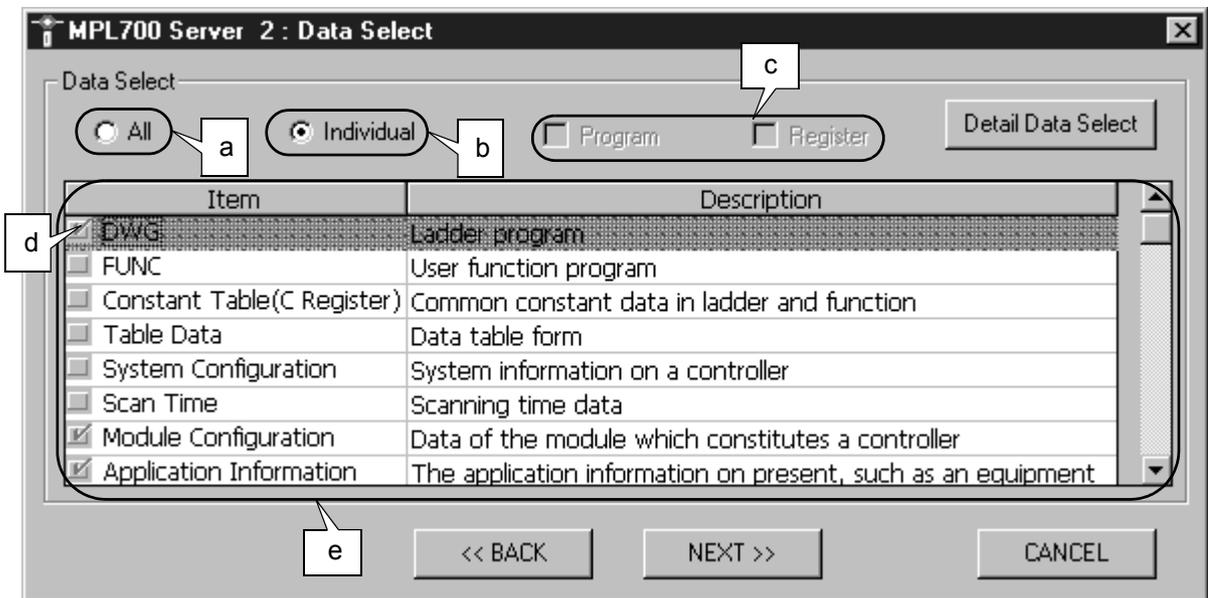 MPL700 Server 2 : Data Select
Data Select
c
All
a
Individual
b
Program
Register
Detail Data Select
Item Description
d
DWG Ladder program
FUNC User function program
Constant Table(C Register) Common constant data in ladder and function
Table Data Data table form
System Configuration System information on a controller
Scan Time Scanning time data
Module Configuration Data of the module which constitutes a controller
Application Information The application information on present, such as an equipment
e
<< BACK NEXT >> CANCEL